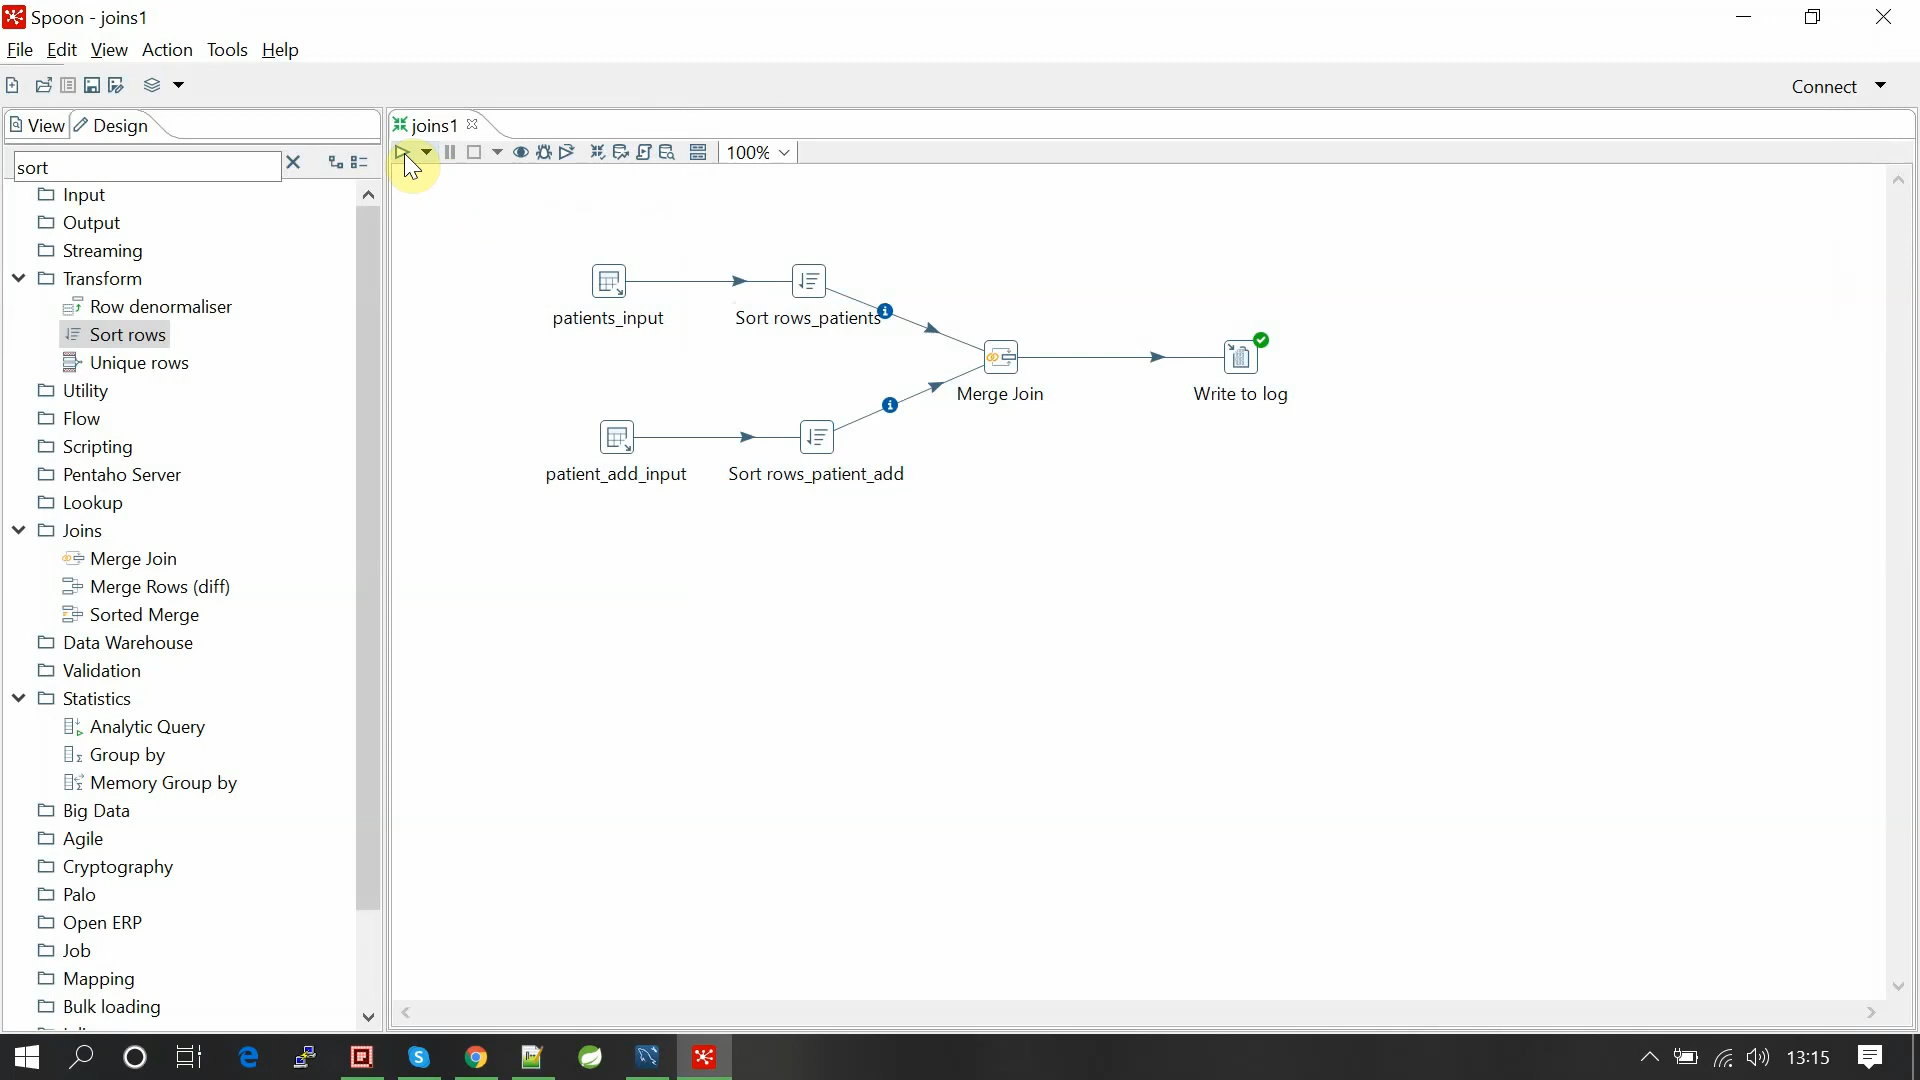 Spoon - joins1
File Edit View Action Tools Help
Connect
View Design
joins1
sort
100%
Input
Output
Streaming
Transform
Row denormaliser
Sort rows
Unique rows
Utility
Flow
Scripting
Pentaho Server
Lookup
Joins
Merge Join
Merge Rows (diff)
Sorted Merge
Data Warehouse
Validation
Statistics
Analytic Query
Group by
Memory Group by
Big Data
Agile
Cryptography
Palo
Open ERP
Job
Mapping
Bulk loading
patients_input
Sort rows_patients
Merge Join
Write to log
patient_add_input
Sort rows_patient_add
13:15